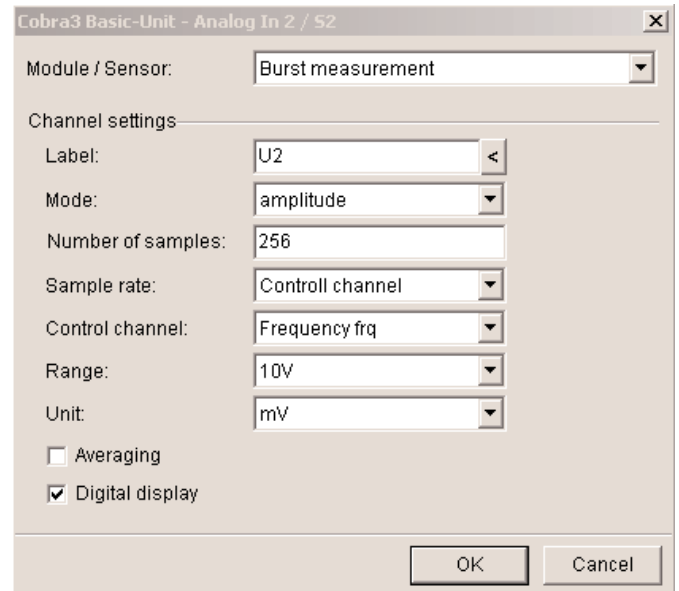 Cobra3 Basic-Unit - Analog In 2 / S2
Module / Sensor: Burst measurement
Channel settings
Label: U2 <
Mode: amplitude
Number of samples: 256
Sample rate: Controll channel
Control channel: Frequency frq
Range: 10V
Unit: mV
Averaging
Digital display
OK Cancel